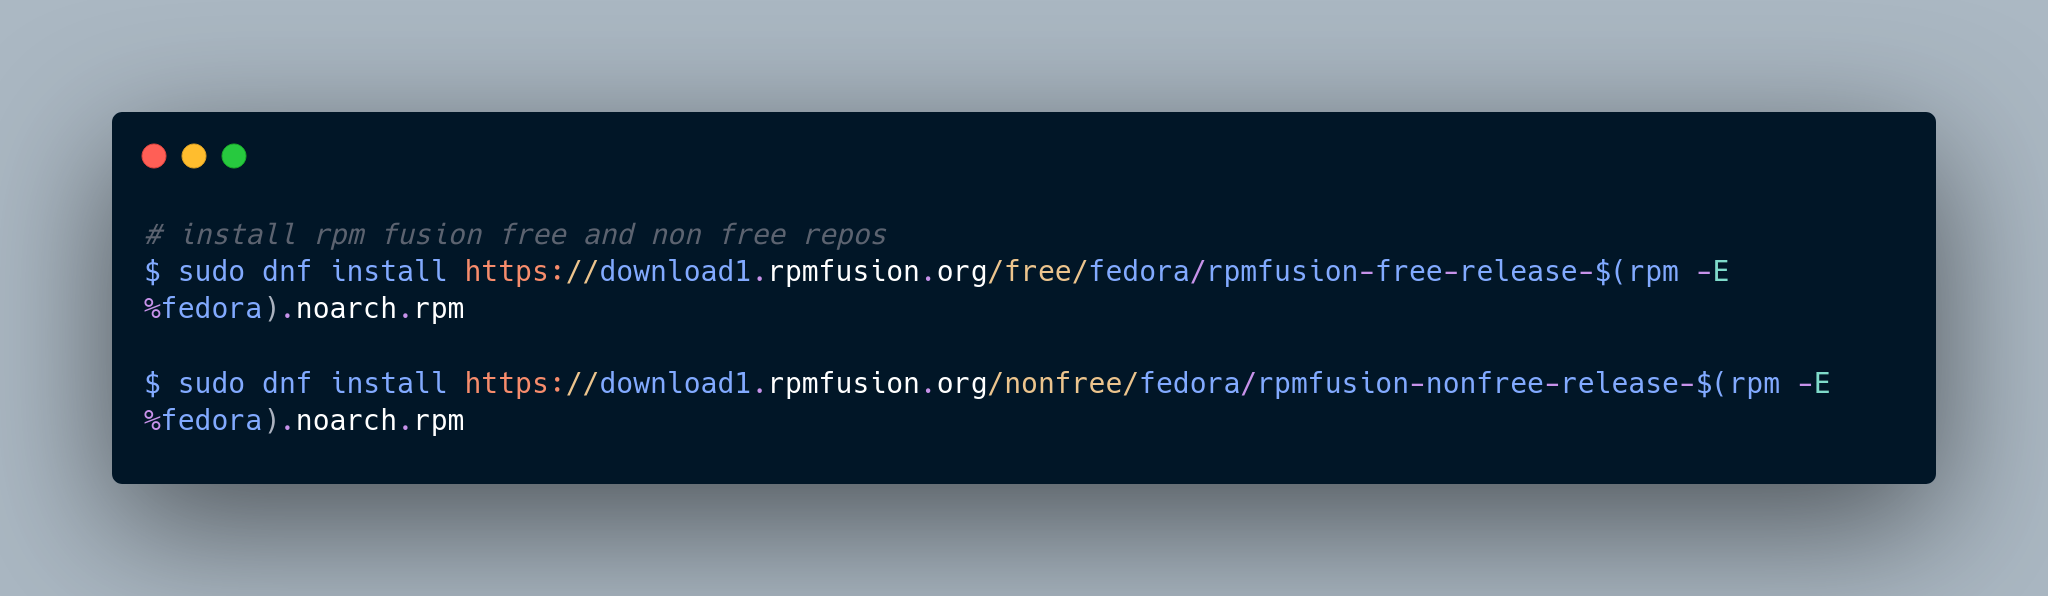 # install rpm fusion free and non free repos
$ sudo dnf install https://download1.rpmfusion.org/free/fedora/rpmfusion-free-release-$(rpm -E
%fedora).noarch.rpm
$ sudo dnf install https://download1.rpmfusion.org/nonfree/fedora/rpmfusion-nonfree-release-$(rpm -E
%fedora).noarch.rpm